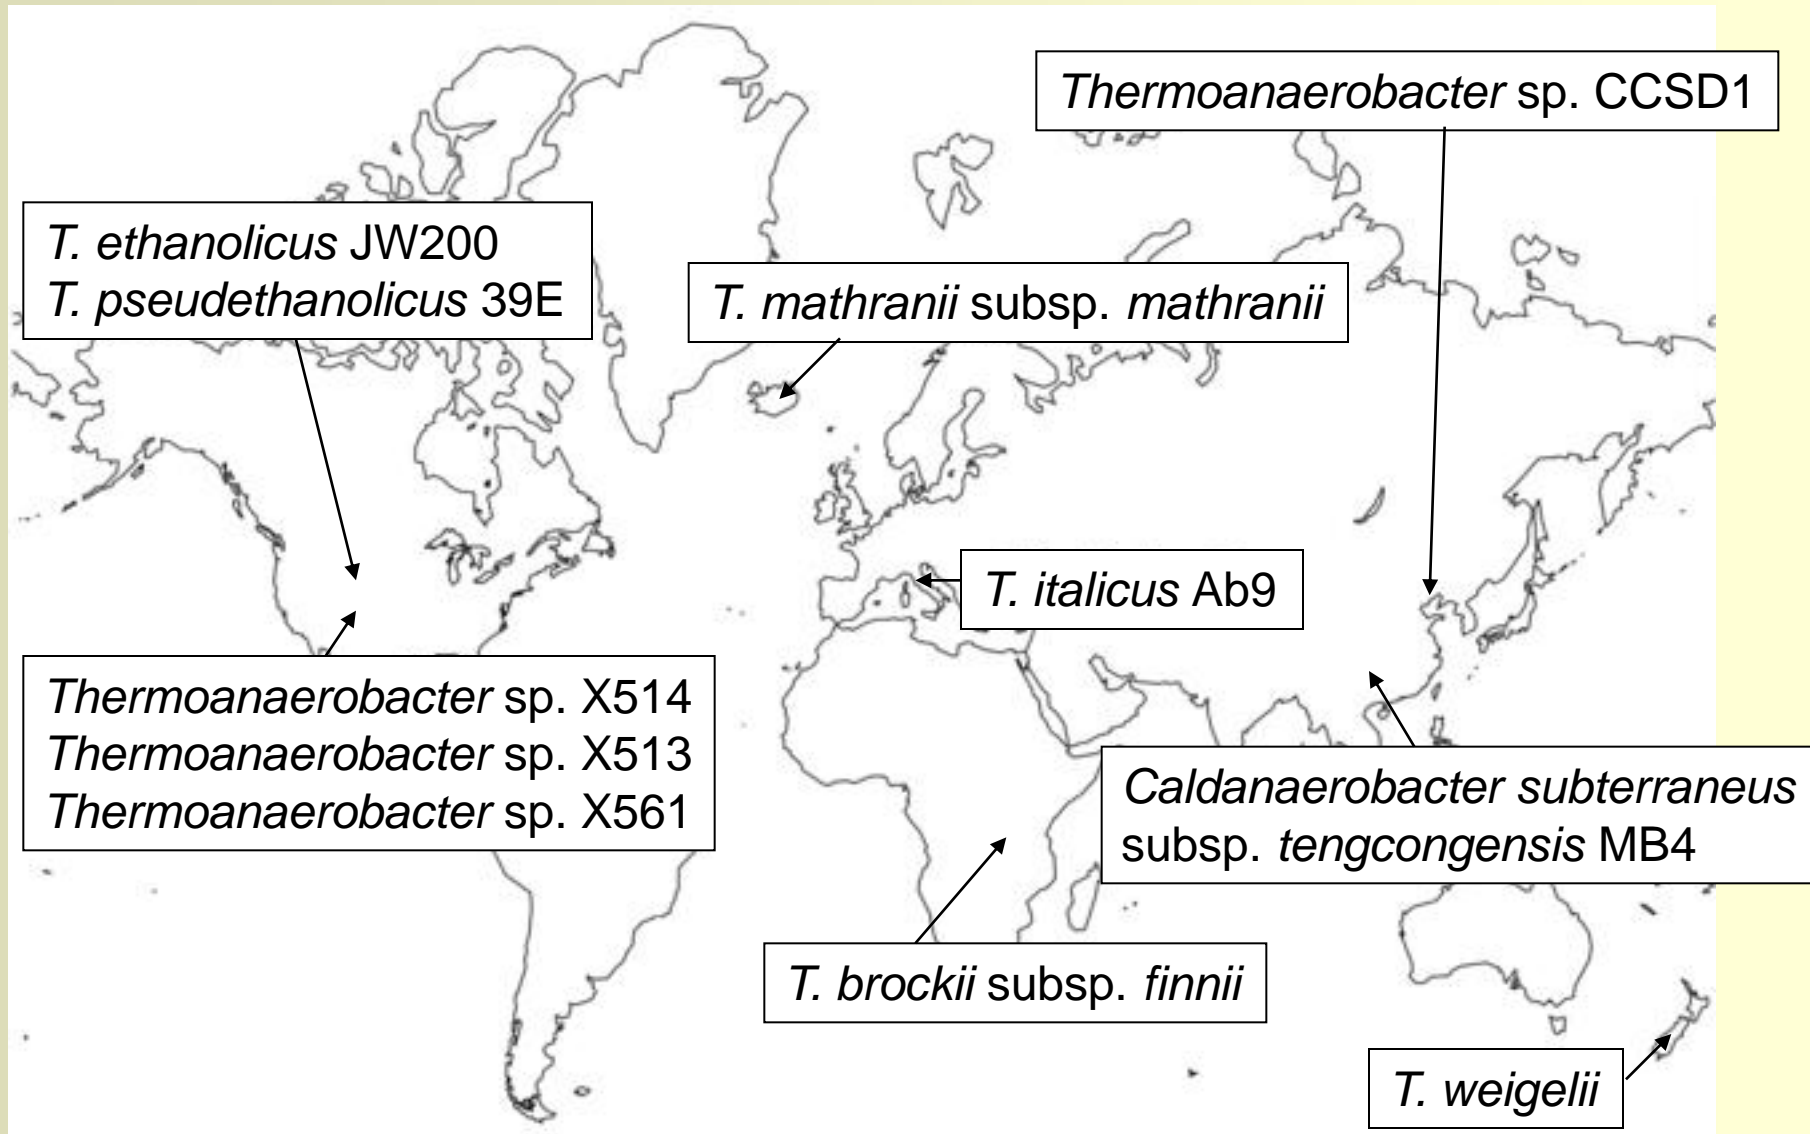 Thermoanaerobacter sp. CCSD1
T. ethanolicus JW200
T. pseudethanolicus 39E
T. mathranii subsp. mathranii
T. italicus Ab9
Thermoanaerobacter sp. X514
Thermoanaerobacter sp. X513
Thermoanaerobacter sp. X561
Caldanaerobacter subterraneus
subsp. tengcongensis MB4
T. brockii subsp. finnii
T. weigelii